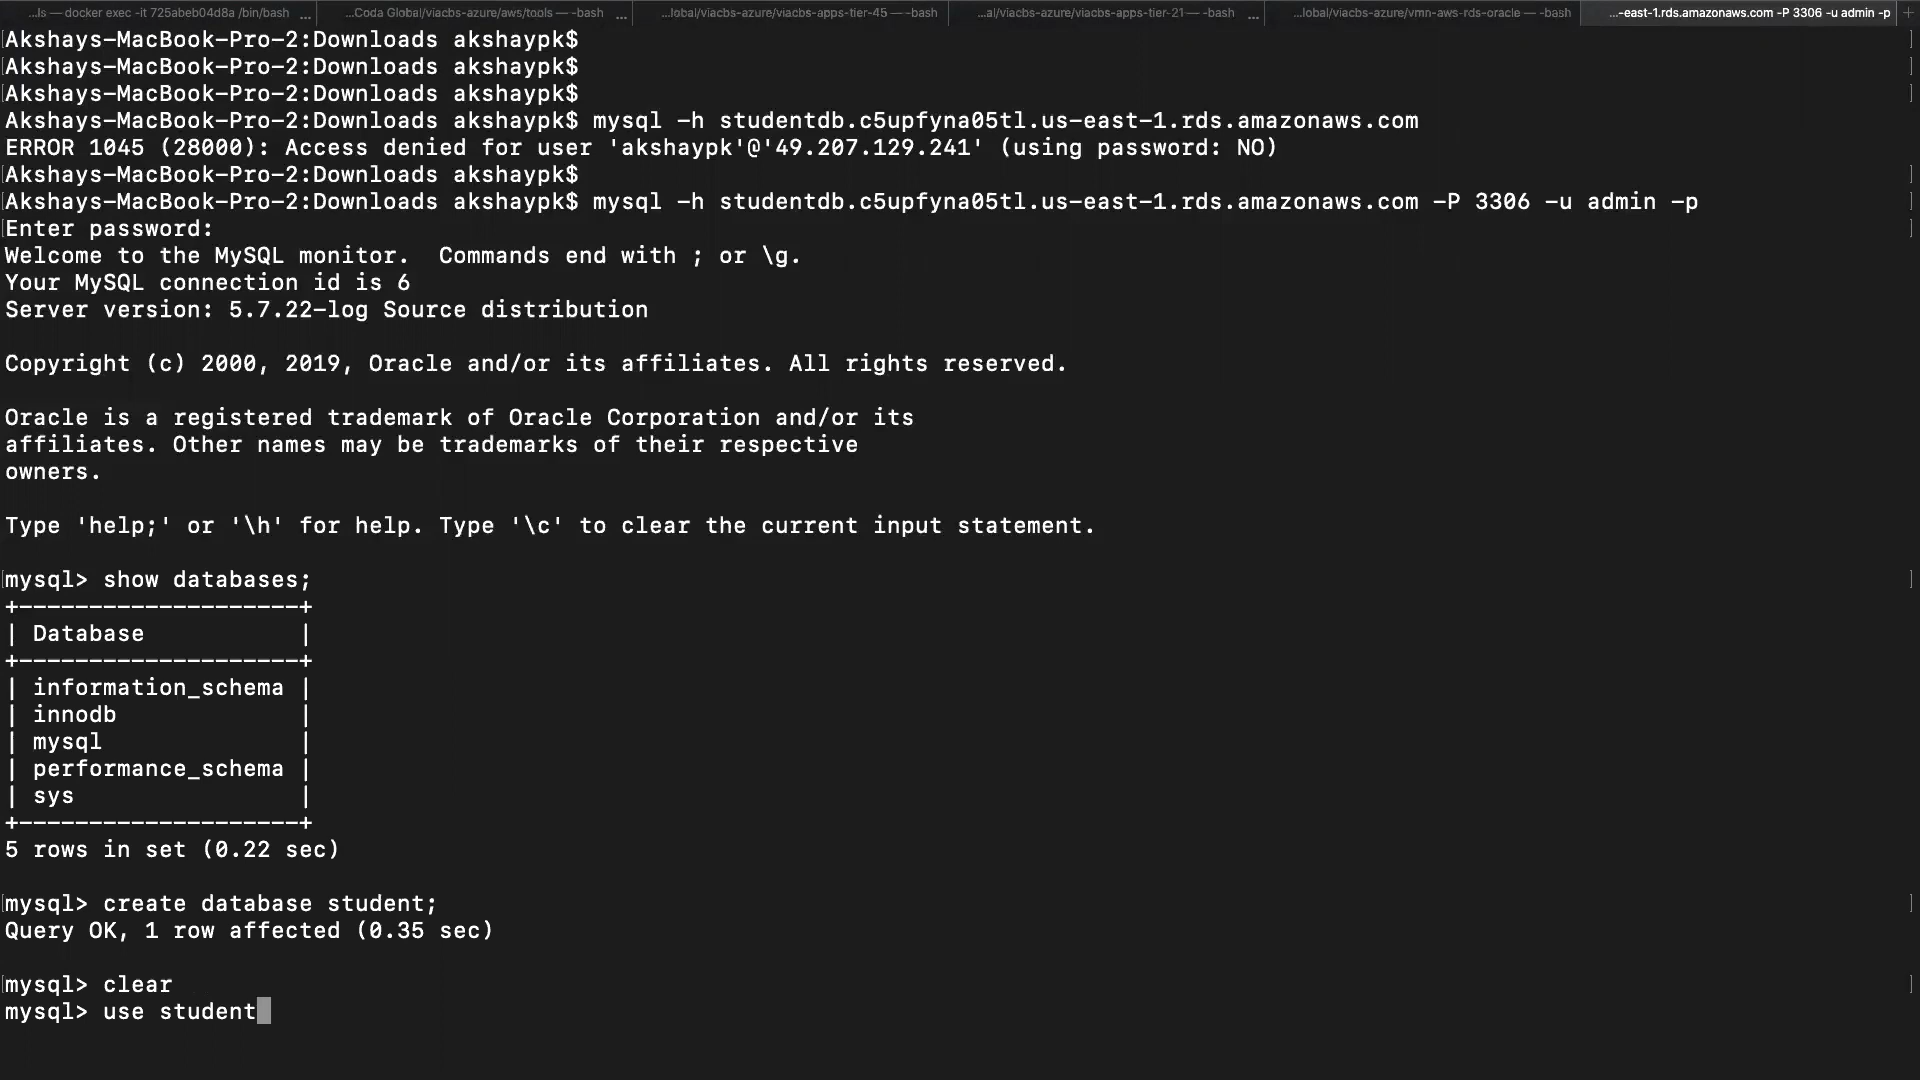 ...ls — docker exec -it 725abeb04d8a /bin/bash ... ...Coda Global/viacbs-azure/aws/tools — -bash ... ...lobal/viacbs-azure/viacbs-apps-tier-45 — -bash ...al/viacbs-azure/viacbs-apps-tier-21 — -bash ... ...lobal/viacbs-azure/vmn-aws-rds-oracle — -bash ...-east-1.rds.amazonaws.com -P 3306 -u admin -p +
[Akshays-MacBook-Pro-2:Downloads akshaypk$ ]
[Akshays-MacBook-Pro-2:Downloads akshaypk$ ]
[Akshays-MacBook-Pro-2:Downloads akshaypk$ ]
Akshays-MacBook-Pro-2:Downloads akshaypk$ mysql -h studentdb.c5upfyna05tl.us-east-1.rds.amazonaws.com
ERROR 1045 (28000): Access denied for user 'akshaypk'@'49.207.129.241' (using password: NO)
[Akshays-MacBook-Pro-2:Downloads akshaypk$ ]
[Akshays-MacBook-Pro-2:Downloads akshaypk$ mysql -h studentdb.c5upfyna05tl.us-east-1.rds.amazonaws.com -P 3306 -u admin -p ]
[Enter password: ]
Welcome to the MySQL monitor.  Commands end with ; or \g.
Your MySQL connection id is 6
Server version: 5.7.22-log Source distribution
Copyright (c) 2000, 2019, Oracle and/or its affiliates. All rights reserved.
Oracle is a registered trademark of Oracle Corporation and/or its
affiliates. Other names may be trademarks of their respective
owners.
Type 'help;' or '\h' for help. Type '\c' to clear the current input statement.
[mysql> show databases; ]
+--------------------+
| Database           |
+--------------------+
| information_schema |
| innodb             |
| mysql              |
| performance_schema |
| sys                |
+--------------------+
5 rows in set (0.22 sec)
[mysql> create database student; ]
Query OK, 1 row affected (0.35 sec)
[mysql> clear ]
mysql> use student